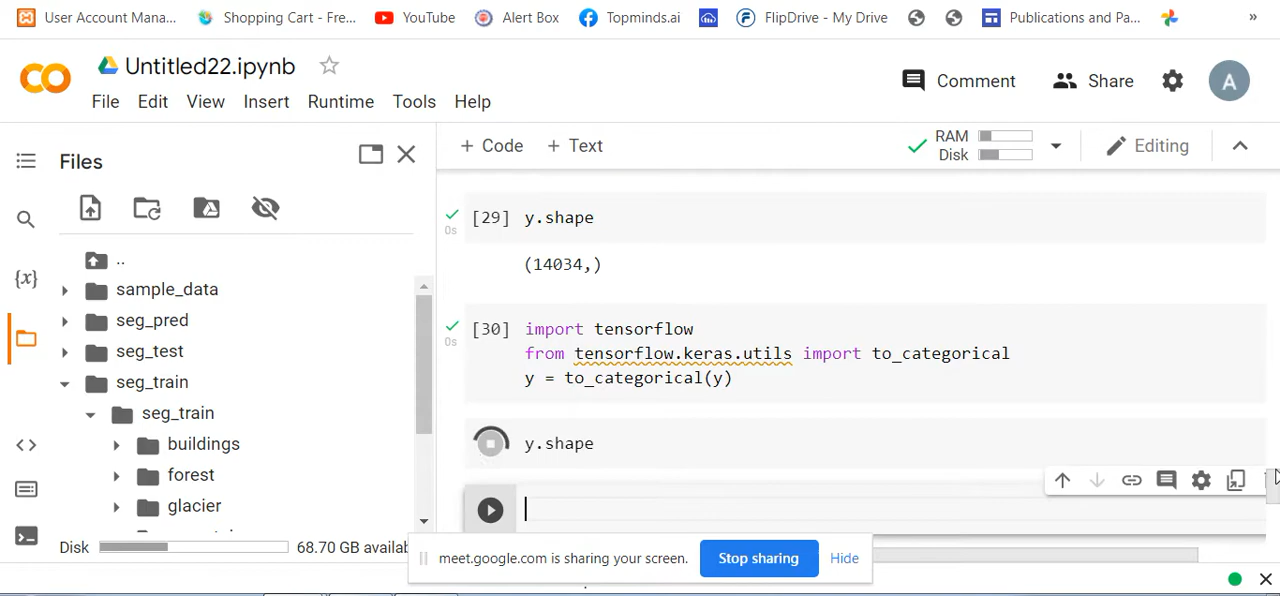 User Account Mana... Shopping Cart - Fre... YouTube Alert Box Topminds.ai FlipDrive - My Drive Publications and Pa... »
Untitled22.ipynb
Comment Share A
File Edit View Insert Runtime Tools Help
Files
+ Code + Text
RAM
Disk
Editing
[29] y.shape
0s
(14034,)
..
sample_data
seg_pred
seg_test
seg_train
seg_train
buildings
forest
glacier
{x}
[30] import tensorflow
0s
from tensorflow.keras.utils import to_categorical
y = to_categorical(y)
y.shape
Disk 68.70 GB availab
meet.google.com is sharing your screen. Stop sharing Hide